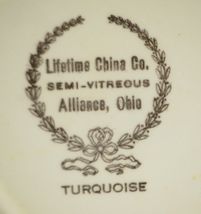 Lifetime China Co.
SEMI-VITREOUS
Alliance, Ohio
TURQUOISE